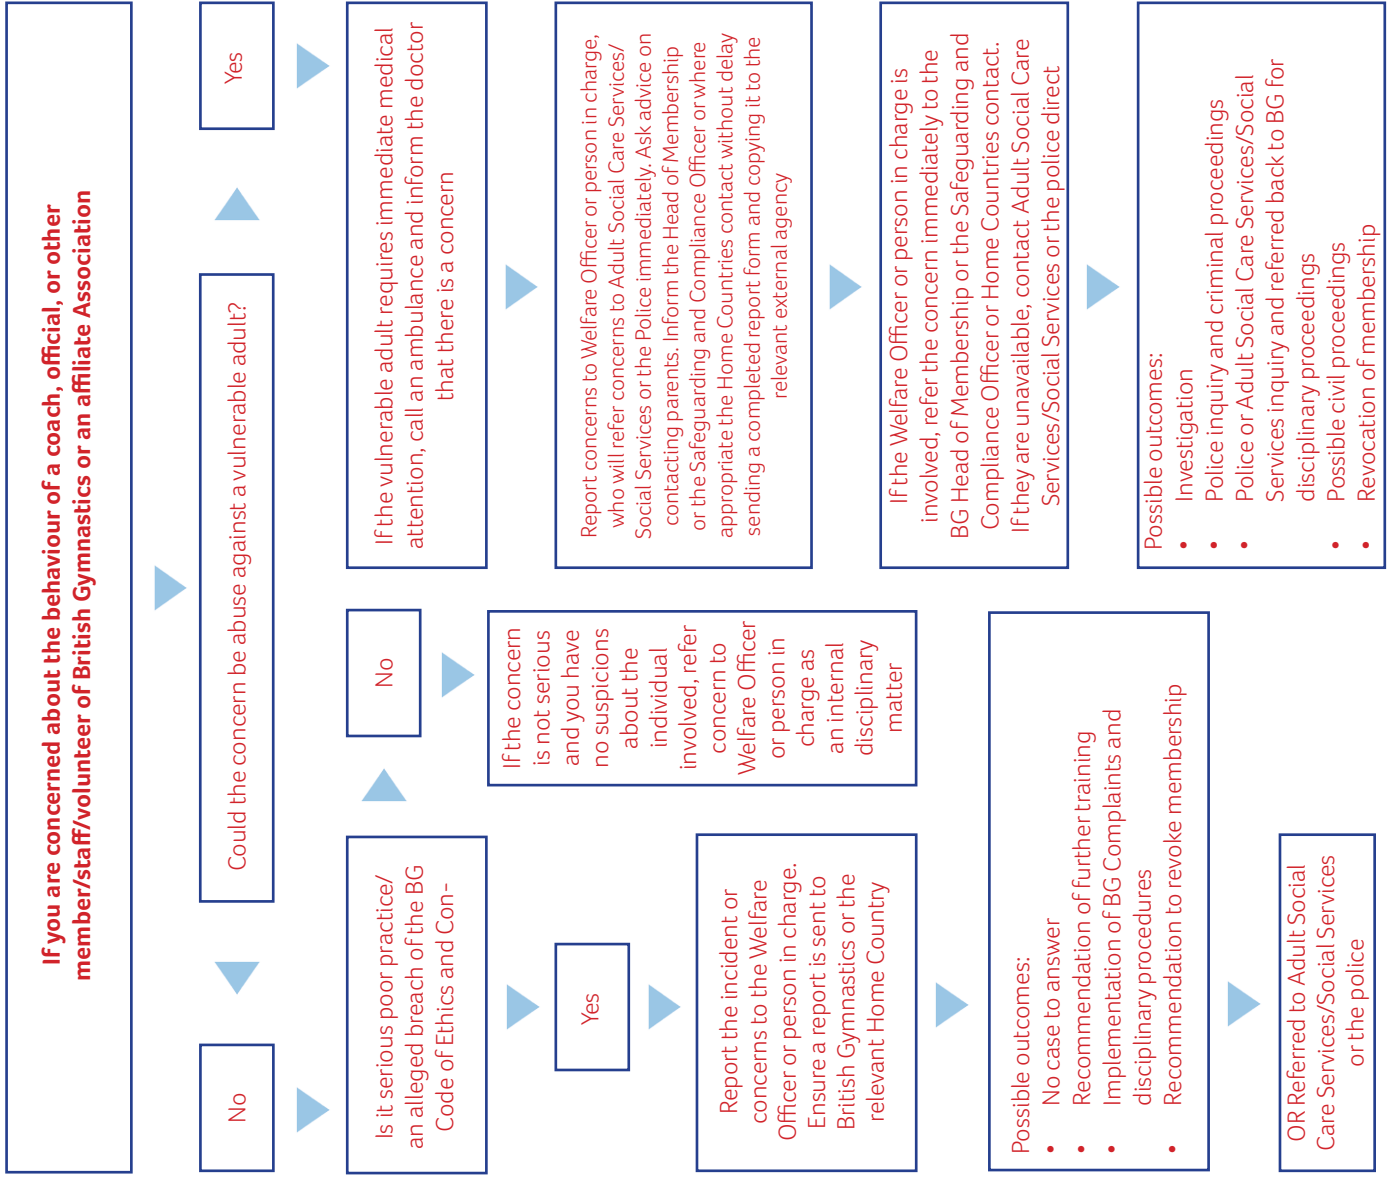 If you are concerned about the behaviour of a coach, official, or other
member/staff/volunteer of British Gymnastics or an affiliate Association
Could the concern be abuse against a vulnerable adult?
No
Yes
Is it serious poor practice/
an alleged breach of the BG
Code of Ethics and Con-
No
If the concern
is not serious
and you have
no suspicions
about the
individual
involved, refer
concern to
Welfare Officer
or person in
charge as
an internal
disciplinary
matter
Yes
Report the incident or
concerns to the Welfare
Officer or person in charge.
Ensure a report is sent to
British Gymnastics or the
relevant Home Country
Possible outcomes:
• No case to answer
• Recommendation of further training
• Implementation of BG Complaints and
disciplinary procedures
• Recommendation to revoke membership
OR Referred to Adult Social
Care Services/Social Services
or the police
If the vulnerable adult requires immediate medical
attention, call an ambulance and inform the doctor
that there is a concern
Report concerns to Welfare Officer or person in charge,
who will refer concerns to Adult Social Care Services/
Social Services or the Police immediately. Ask advice on
contacting parents. Inform the Head of Membership
or the Safeguarding and Compliance Officer or where
appropriate the Home Countries contact without delay
sending a completed report form and copying it to the
relevant external agency
If the Welfare Officer or person in charge is
involved, refer the concern immediately to the
BG Head of Membership or the Safeguarding and
Compliance Officer or Home Countries contact.
If they are unavailable, contact Adult Social Care
Services/Social Services or the police direct
Possible outcomes:
• Investigation
• Police inquiry and criminal proceedings
• Police or Adult Social Care Services/Social
Services inquiry and referred back to BG for
disciplinary proceedings
• Possible civil proceedings
• Revocation of membership